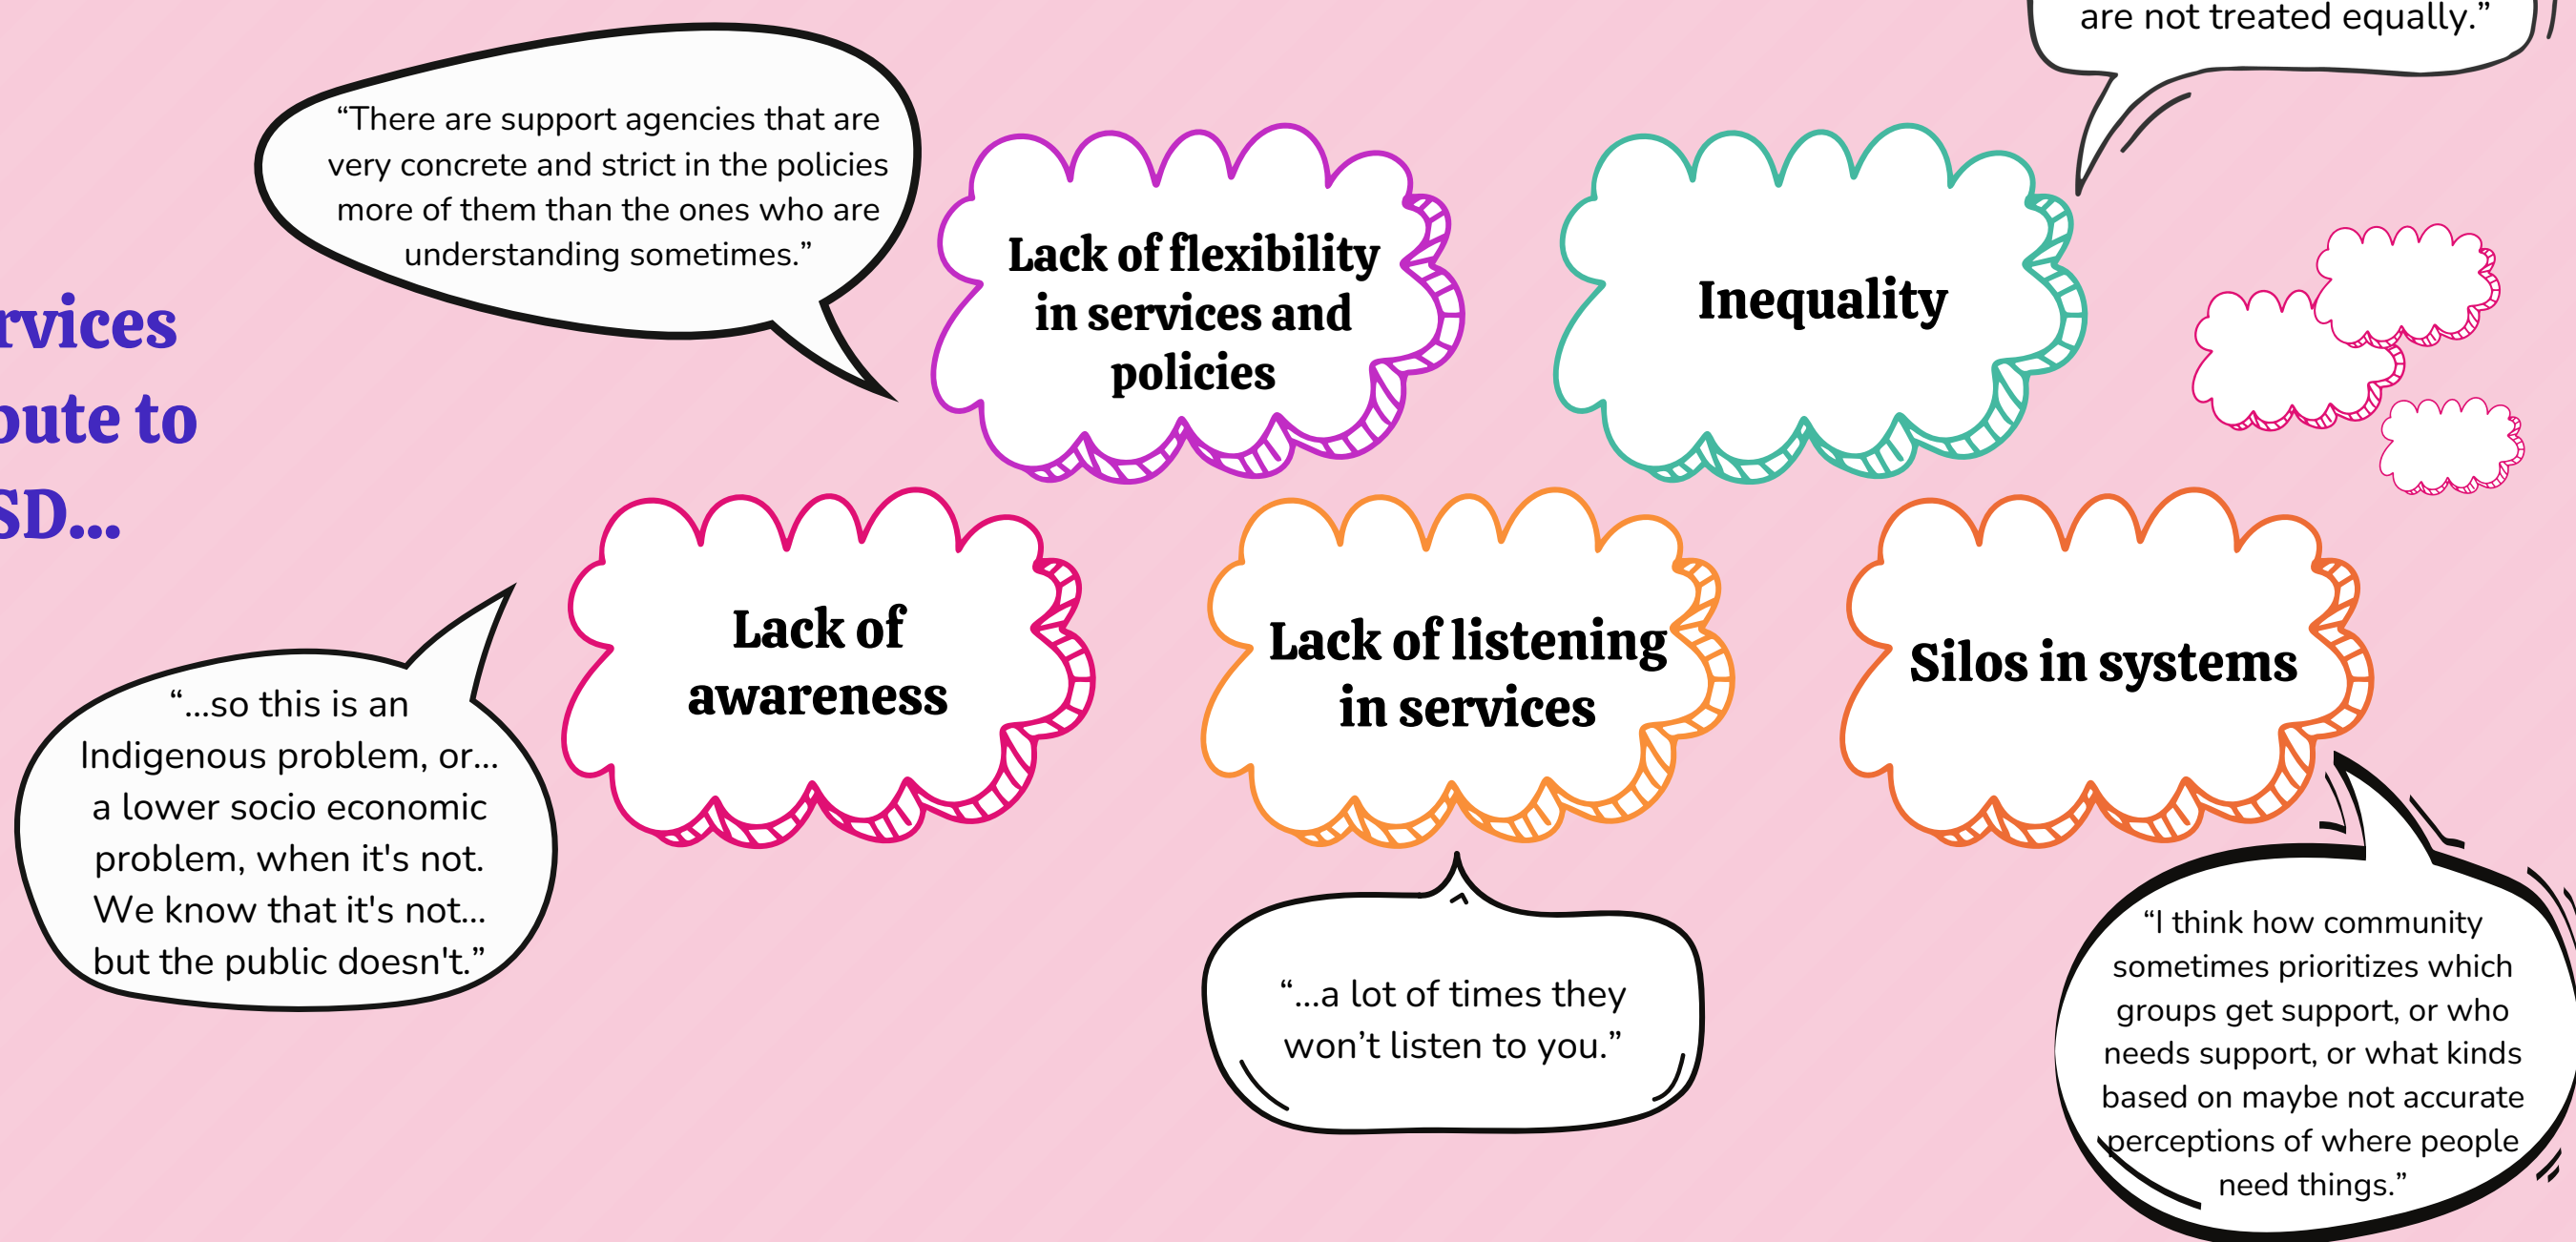 are not treated equally.”
“There are support agencies that are
very concrete and strict in the policies
more of them than the ones who are
understanding sometimes.”
Lack of flexibility
in services and
policies
Inequality
rvices
bute to
SD...
Lack of
awareness
Lack of listening
in services
Silos in systems
“...so this is an
Indigenous problem, or...
a lower socio economic
problem, when it's not.
We know that it's not...
but the public doesn't.”
“...a lot of times they
won’t listen to you.”
“I think how community
sometimes prioritizes which
groups get support, or who
needs support, or what kinds
based on maybe not accurate
perceptions of where people
need things.”